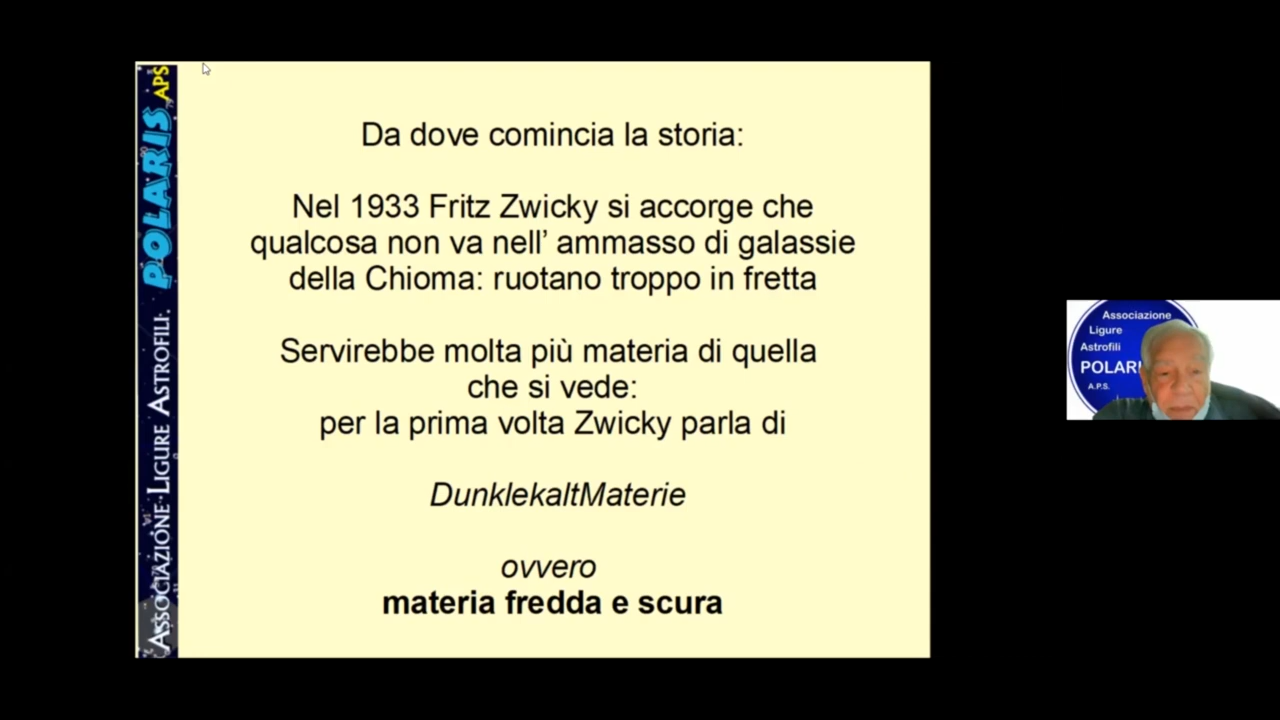 POLARIS APS
ASSOCIAZIONE LIGURE ASTROFILI
Da dove comincia la storia:
Nel 1933 Fritz Zwicky si accorge che
qualcosa non va nell’ ammasso di galassie
della Chioma: ruotano troppo in fretta
Servirebbe molta più materia di quella
che si vede:
per la prima volta Zwicky parla di
DunklekaltMaterie
ovvero
materia fredda e scura
Associazione
Ligure
Astrofili
POLARI
A.P.S.